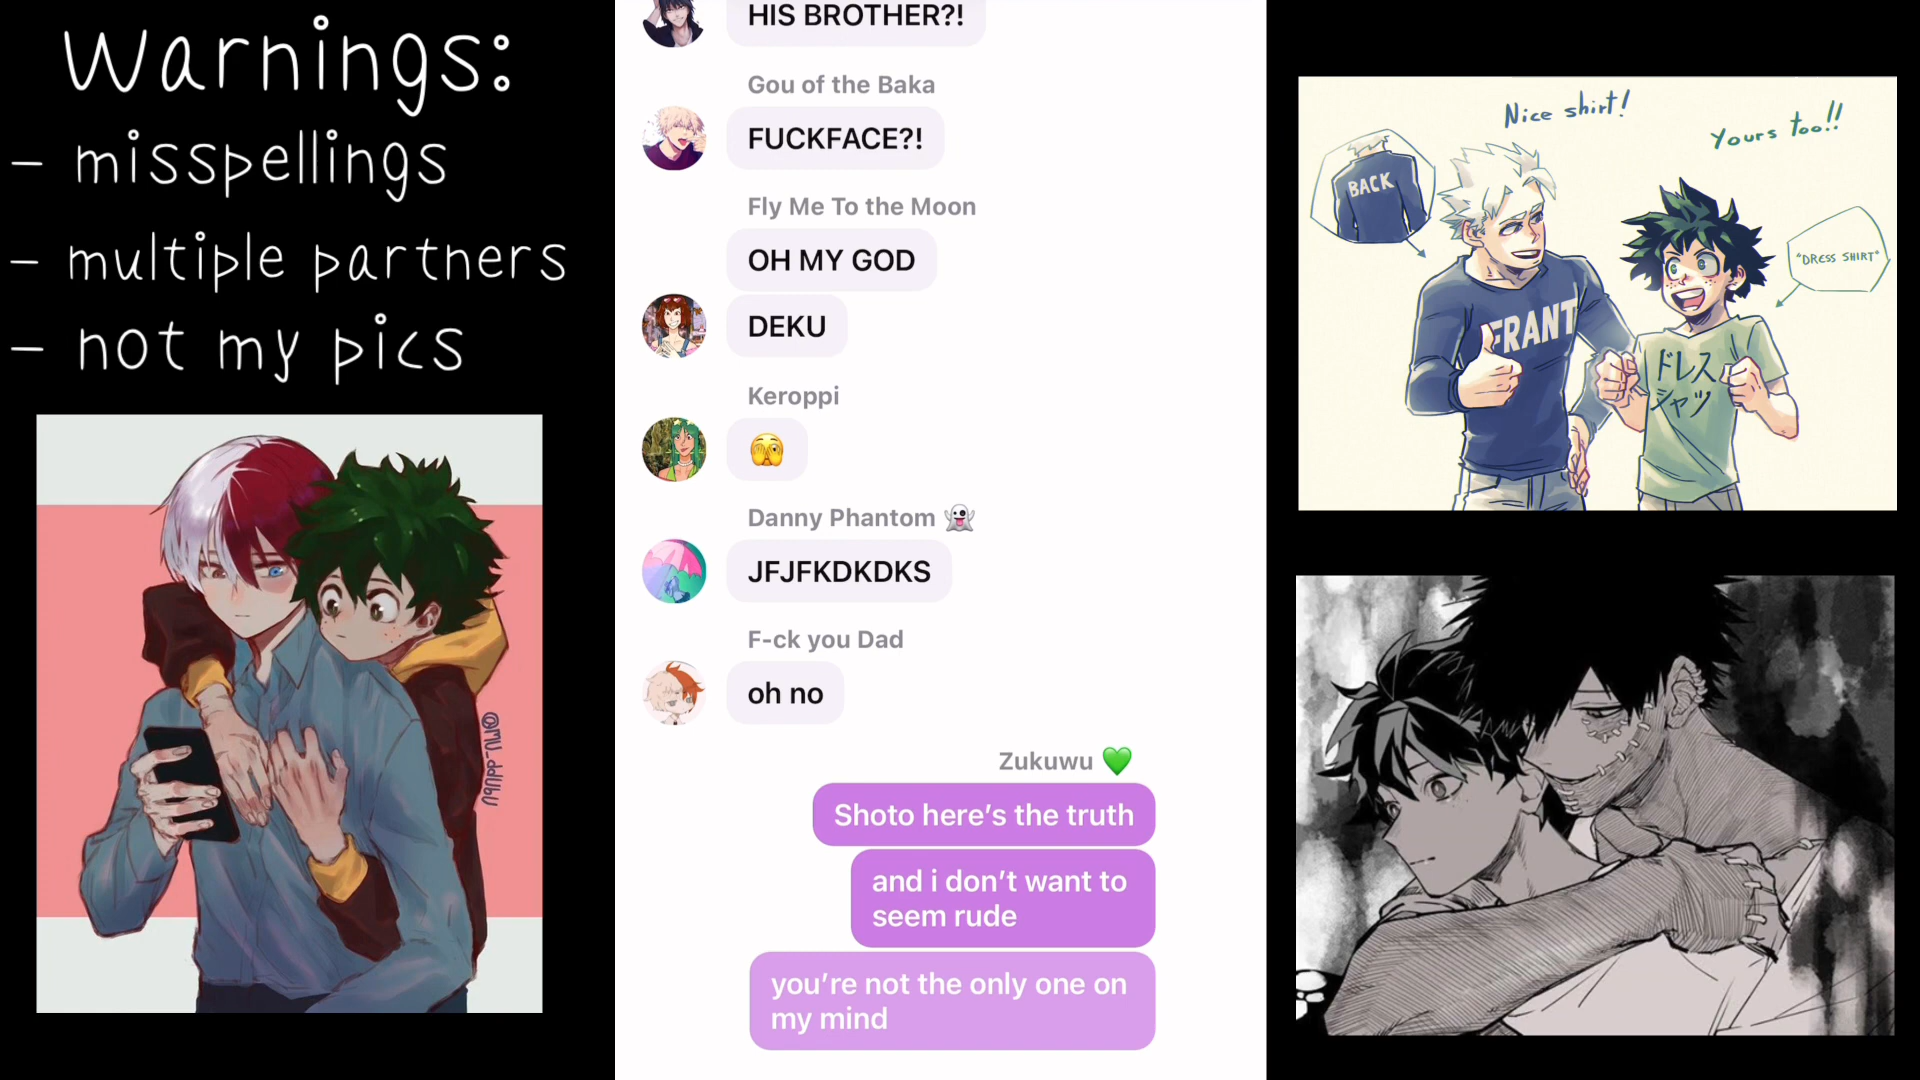 Warnings:
- misspellings
- multiple partners
- not my pics
@MU-ddubu
HIS BROTHER?!
Gou of the Baka
FUCKFACE?!
Fly Me To the Moon
OH MY GOD
DEKU
Keroppi
🫣
Danny Phantom 👻
JFJFKDKDKS
F-ck you Dad
oh no
Zukuwu 💚
Shoto here's the truth
and i don't want to
seem rude
you're not the only one on
my mind
Nice shirt!
Yours too!!
BACK
FRANT
"DRESS SHIRT"
ドレス
シャツ